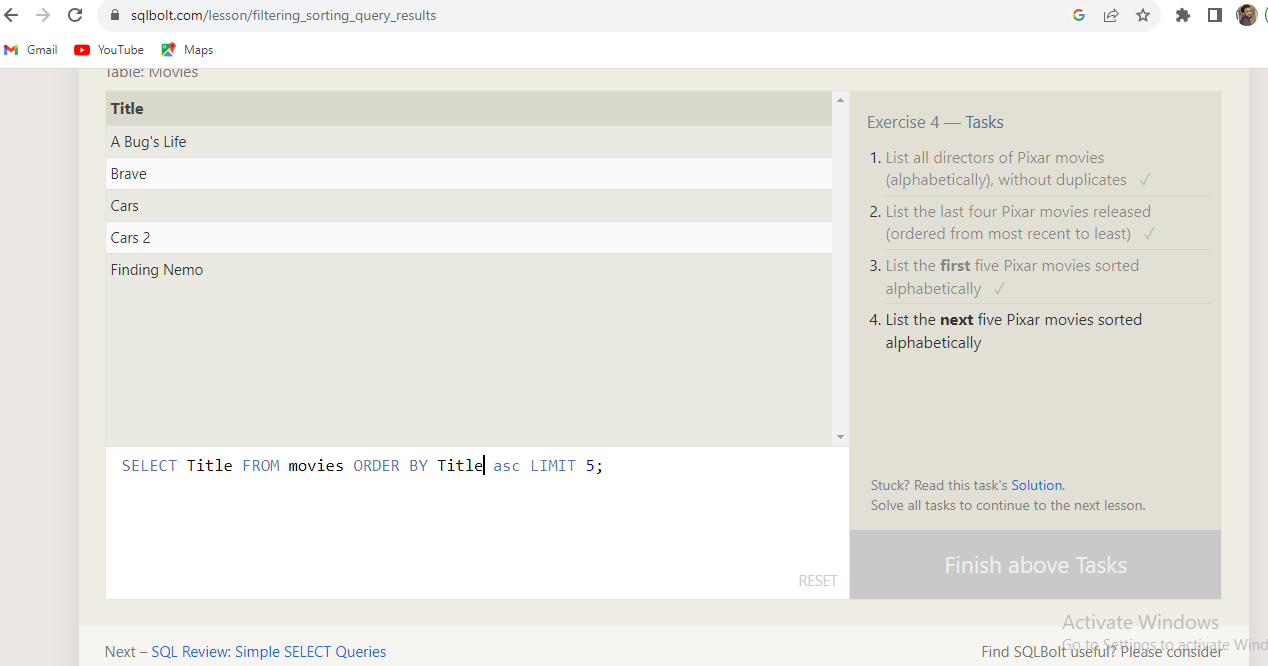 sqlbolt.com/lesson/filtering_sorting_query_results
Gmail YouTube Maps
Table: Movies
Title
A Bug's Life
Brave
Cars
Cars 2
Finding Nemo
SELECT Title FROM movies ORDER BY Title asc LIMIT 5;
RESET
Exercise 4 — Tasks
1. List all directors of Pixar movies
(alphabetically), without duplicates ✓
2. List the last four Pixar movies released
(ordered from most recent to least) ✓
3. List the first five Pixar movies sorted
alphabetically ✓
4. List the next five Pixar movies sorted
alphabetically
Stuck? Read this task's Solution.
Solve all tasks to continue to the next lesson.
Finish above Tasks
Activate Windows
Go to Settings to activate Wind
Next – SQL Review: Simple SELECT Queries
Find SQLBolt useful? Please consider